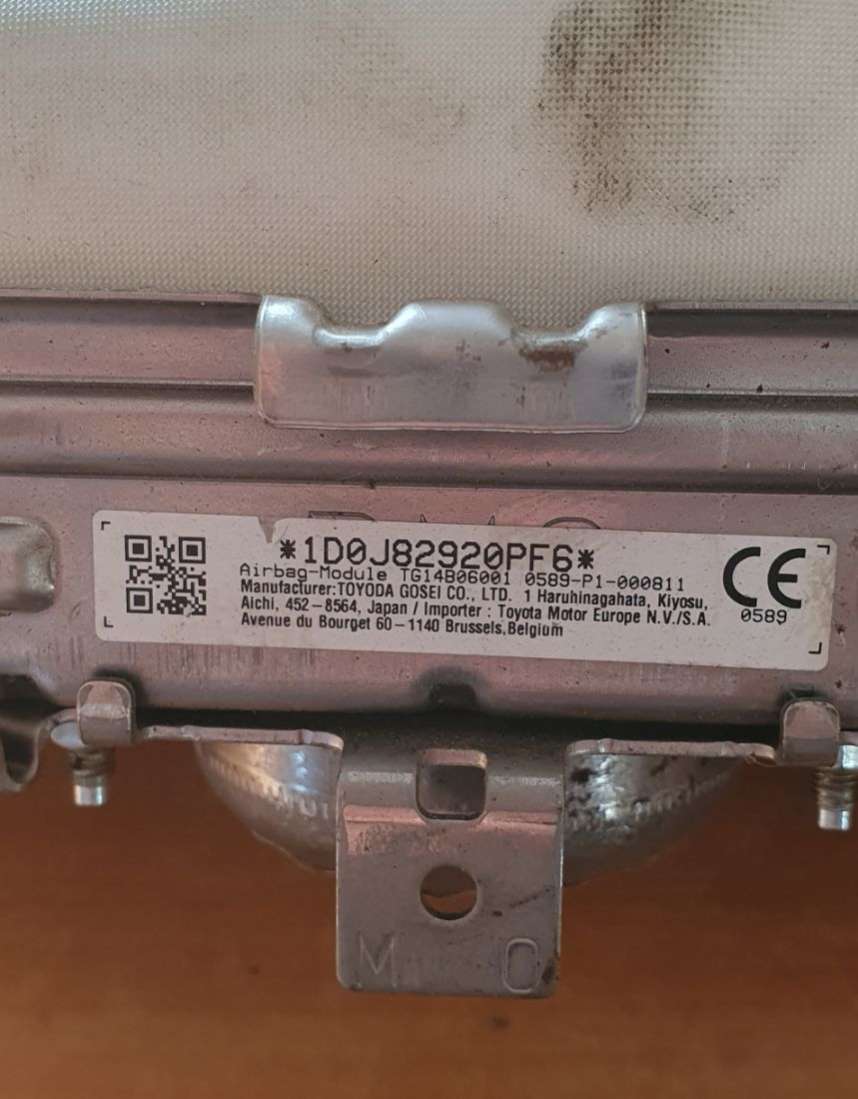 *1D0J82920PF6*
Airbag-Module TG14B06001 0589-P1-000811
Manufacturer:TOYODA GOSEI CO., LTD. 1 Haruhinagahata, Kiyosu,
Aichi, 452-8564, Japan / Importer : Toyota Motor Europe N.V./S.A.
Avenue du Bourget 60-1140 Brussels,Belgium
CE
0589
M O